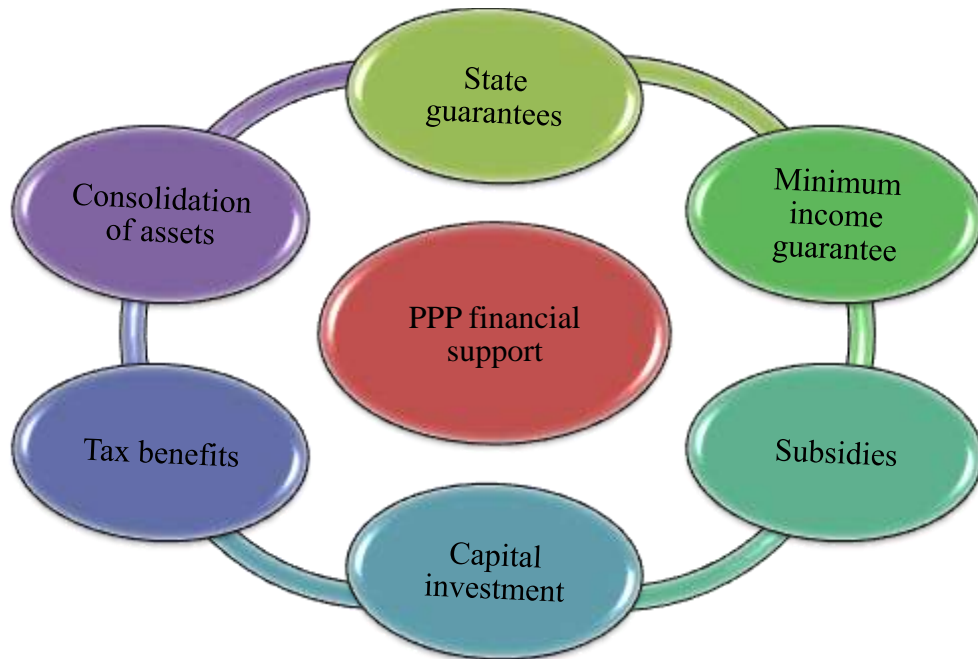 State
guarantees
Minimum
income
guarantee
Subsidies
Capital
investment
Tax benefits
Consolidation
of assets
PPP financial
support